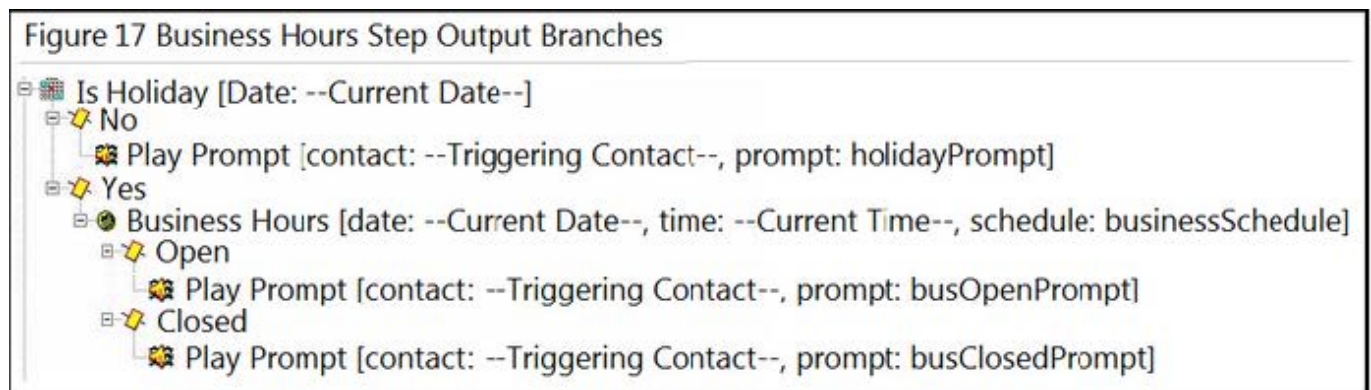 Figure 17 Business Hours Step Output Branches
Is Holiday [Date: --Current Date--]
No
Play Prompt [contact: --Triggering Contact--, prompt: holidayPrompt]
Yes
Business Hours [date: --Current Date--, time: --Current Time--, schedule: businessSchedule]
Open
Play Prompt [contact: --Triggering Contact--, prompt: busOpenPrompt]
Closed
Play Prompt [contact: --Triggering Contact--, prompt: busClosedPrompt]